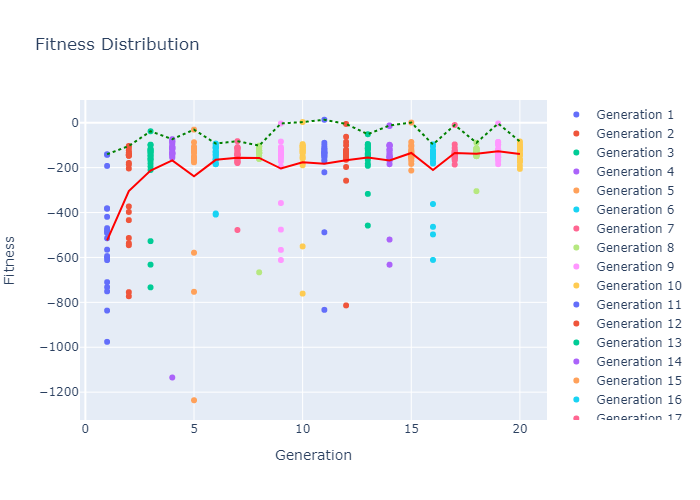 Fitness Distribution
0
−200
−400
−600
−800
−1000
−1200
Fitness
0
5
10
15
20
Generation
Generation 1
Generation 2
Generation 3
Generation 4
Generation 5
Generation 6
Generation 7
Generation 8
Generation 9
Generation 10
Generation 11
Generation 12
Generation 13
Generation 14
Generation 15
Generation 16
Generation 17